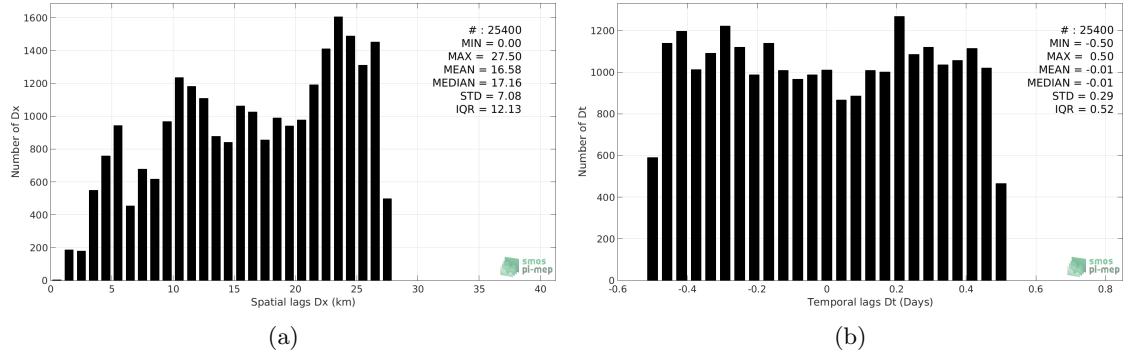 # : 25400
MIN = 0.00
MAX = 27.50
MEAN = 16.58
MEDIAN = 17.16
STD = 7.08
IQR = 12.13
Number of Dx
1600
1400
1200
1000
800
600
400
200
0
0 5 10 15 20 25 30 35 40
Spatial lags Dx (km)
smos
pi-mep
(a)
# : 25400
MIN = -0.50
MAX = 0.50
MEAN = -0.01
MEDIAN = -0.01
STD = 0.29
IQR = 0.52
Number of Dt
1200
1000
800
600
400
200
0
-0.6 -0.4 -0.2 0 0.2 0.4 0.6 0.8
Temporal lags Dt (Days)
smos
pi-mep
(b)